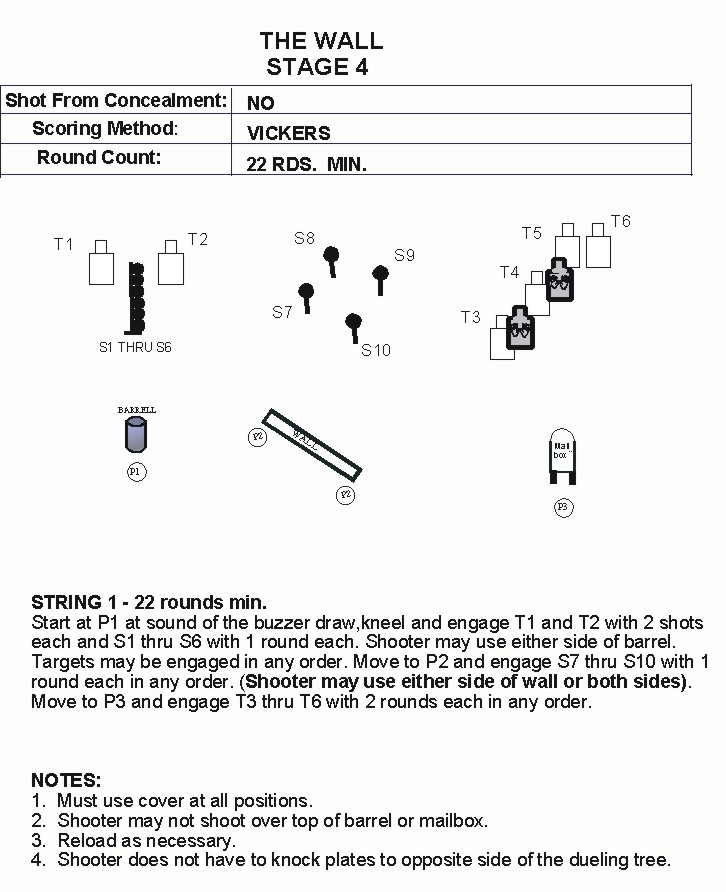 THE WALL
STAGE 4
Shot From Concealment: NO
Scoring Method: VICKERS
Round Count: 22 RDS. MIN.
T1
T2
S8
S9
T5
T6
T4
S7
T3
S1 THRU S6
S10
BARRELL
WALL
P2
Mail
box
P1
P2
P3
STRING 1 - 22 rounds min.
Start at P1 at sound of the buzzer draw,kneel and engage T1 and T2 with 2 shots
each and S1 thru S6 with 1 round each. Shooter may use either side of barrel.
Targets may be engaged in any order. Move to P2 and engage S7 thru S10 with 1
round each in any order. (Shooter may use either side of wall or both sides).
Move to P3 and engage T3 thru T6 with 2 rounds each in any order.
NOTES:
1. Must use cover at all positions.
2. Shooter may not shoot over top of barrel or mailbox.
3. Reload as necessary.
4. Shooter does not have to knock plates to opposite side of the dueling tree.